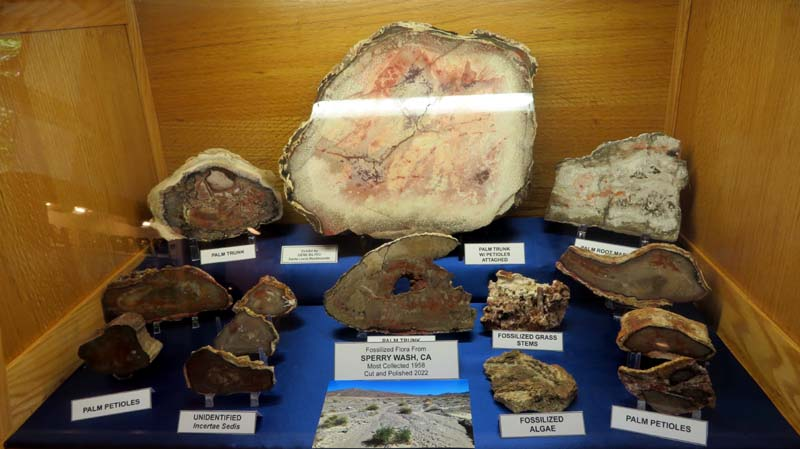 PALM TRUNK
PALM TRUNK
W/ PETIOLES
ATTACHED
PALM ROOT
FOSSILIZED GRASS
STEMS
PALM TRUNK
Fossilized Flora From
SPERRY WASH, CA
Most Collected 1958
Cut and Polished 2022
PALM PETIOLES
UNIDENTIFIED
Incertae Sedis
FOSSILIZED
ALGAE
PALM PETIOLES